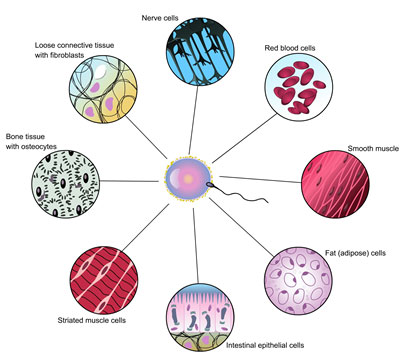 Nerve cells
Loose connective tissue
with fibroblasts
Red blood cells
Bone tissue
with osteocytes
Smooth muscle
Fat (adipose) cells
Striated muscle cells
Intestinal epithelial cells